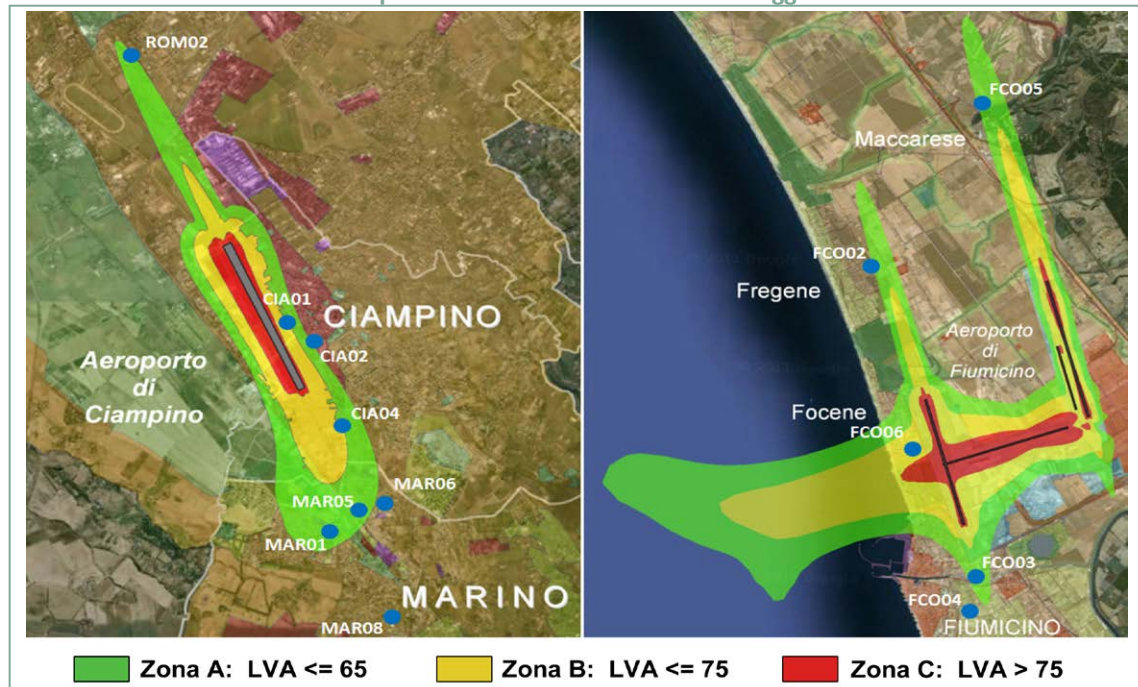 ROM02
CIA01
CIAMPINO
CIA02
Aeroporto
di
Ciampino
CIA04
MAR05
MAR06
MAR01
MARINO
MAR08
FCO05
Maccarese
FCO02
Fregene
Aeroporto
di
Fiumicino
Focene
FCO06
FCO03
FCO04
FIUMICINO
Zona A: LVA <= 65
Zona B: LVA <= 75
Zona C: LVA > 75